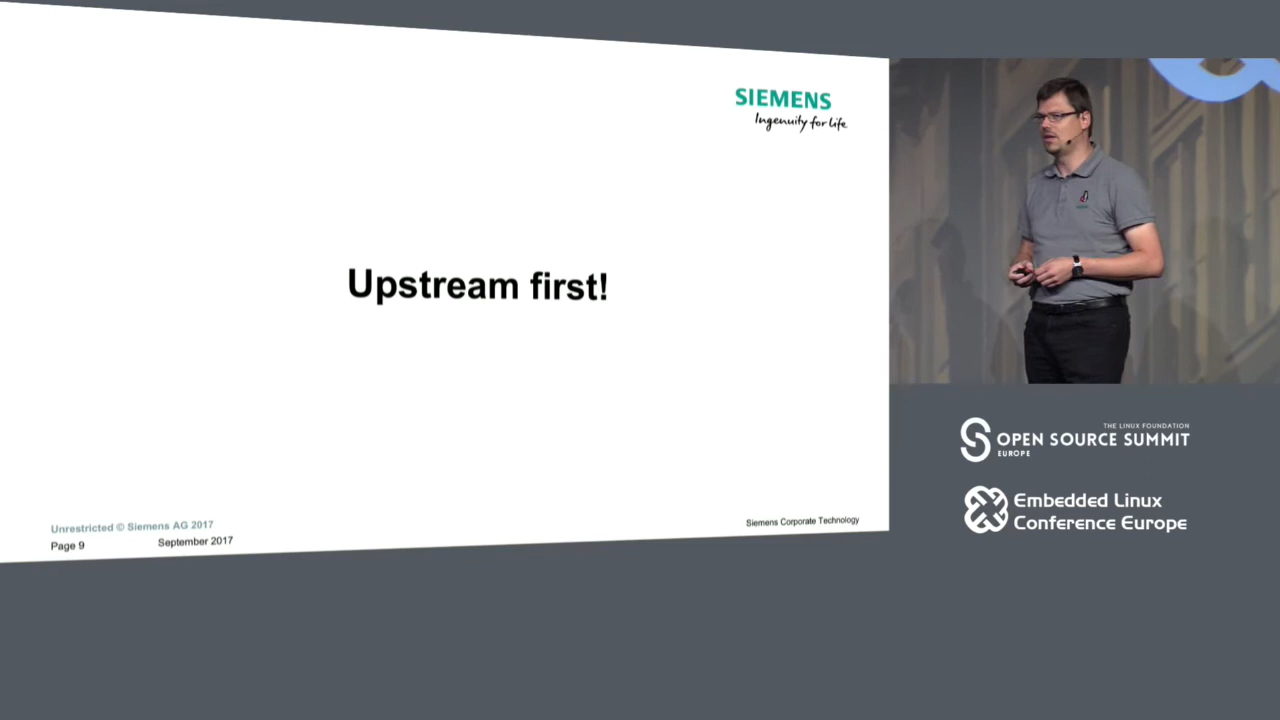 SIEMENS
Ingenuity for life
Upstream first!
Unrestricted © Siemens AG 2017
Page 9
September 2017
Siemens Corporate Technology
THE LINUX FOUNDATION
OPEN SOURCE SUMMIT
EUROPE
Embedded Linux
Conference Europe